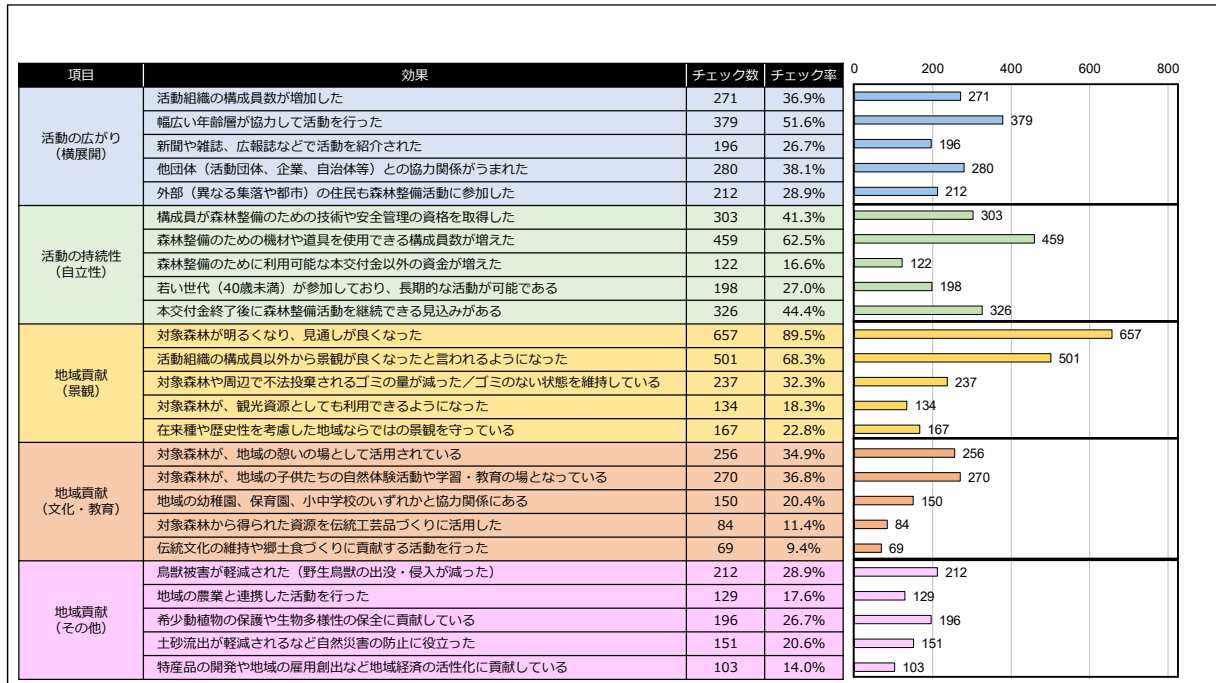 項目 効果 チェック数 チェック率 0 200 400 600 800
活動の広がり
（横展開）
活動組織の構成員数が増加した 271 36.9% 271
幅広い年齢層が協力して活動を行った 379 51.6% 379
新聞や雑誌、広報誌などで活動を紹介された 196 26.7% 196
他団体（活動団体、企業、自治体等）との協力関係がうまれた 280 38.1% 280
外部（異なる集落や都市）の住民も森林整備活動に参加した 212 28.9% 212
活動の持続性
（自立性）
構成員が森林整備のための技術や安全管理の資格を取得した 303 41.3% 303
森林整備のための機材や道具を使用できる構成員数が増えた 459 62.5% 459
森林整備のために利用可能な本交付金以外の資金が増えた 122 16.6% 122
若い世代（40歳未満）が参加しており、長期的な活動が可能である 198 27.0% 198
本交付金終了後に森林整備活動を継続できる見込みがある 326 44.4% 326
地域貢献
（景観）
対象森林が明るくなり、見通しが良くなった 657 89.5% 657
活動組織の構成員以外から景観が良くなったと言われるようになった 501 68.3% 501
対象森林や周辺で不法投棄されるゴミの量が減った／ゴミのない状態を維持している 237 32.3% 237
対象森林が、観光資源としても利用できるようになった 134 18.3% 134
在来種や歴史性を考慮した地域ならではの景観を守っている 167 22.8% 167
地域貢献
（文化・教育）
対象森林が、地域の憩いの場として活用されている 256 34.9% 256
対象森林が、地域の子供たちの自然体験活動や学習・教育の場となっている 270 36.8% 270
地域の幼稚園、保育園、小中学校のいずれかと協力関係にある 150 20.4% 150
対象森林から得られた資源を伝統工芸品づくりに活用した 84 11.4% 84
伝統文化の維持や郷土食づくりに貢献する活動を行った 69 9.4% 69
地域貢献
（その他）
鳥獣被害が軽減された（野生鳥獣の出没・侵入が減った） 212 28.9% 212
地域の農業と連携した活動を行った 129 17.6% 129
希少動植物の保護や生物多様性の保全に貢献している 196 26.7% 196
土砂流出が軽減されるなど自然災害の防止に役立った 151 20.6% 151
特産品の開発や地域の雇用創出など地域経済の活性化に貢献している 103 14.0% 103